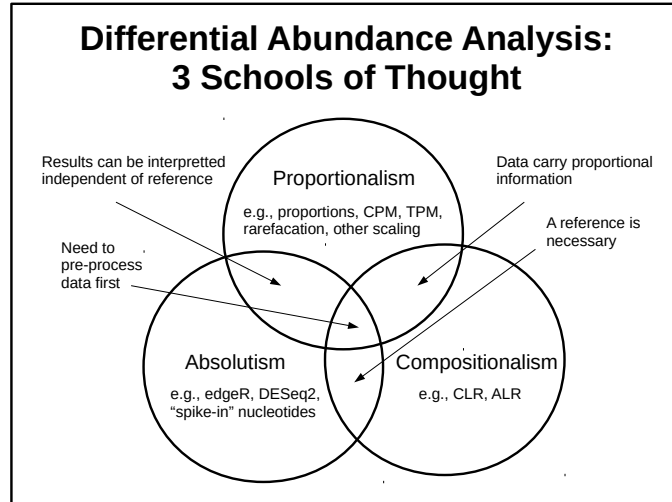 Differential Abundance Analysis:
3 Schools of Thought
Results can be interpretted
independent of reference
Data carry proportional
information
Proportionalism
e.g., proportions, CPM, TPM,
rarefacation, other scaling
A reference is
necessary
Need to
pre-process
data first
Absolutism
e.g., edgeR, DESeq2,
“spike-in” nucleotides
Compositionalism
e.g., CLR, ALR